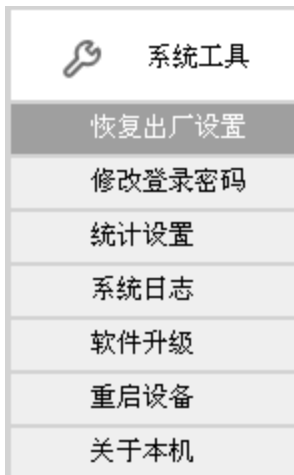 系统工具
恢复出厂设置
修改登录密码
统计设置
系统日志
软件升级
重启设备
关于本机